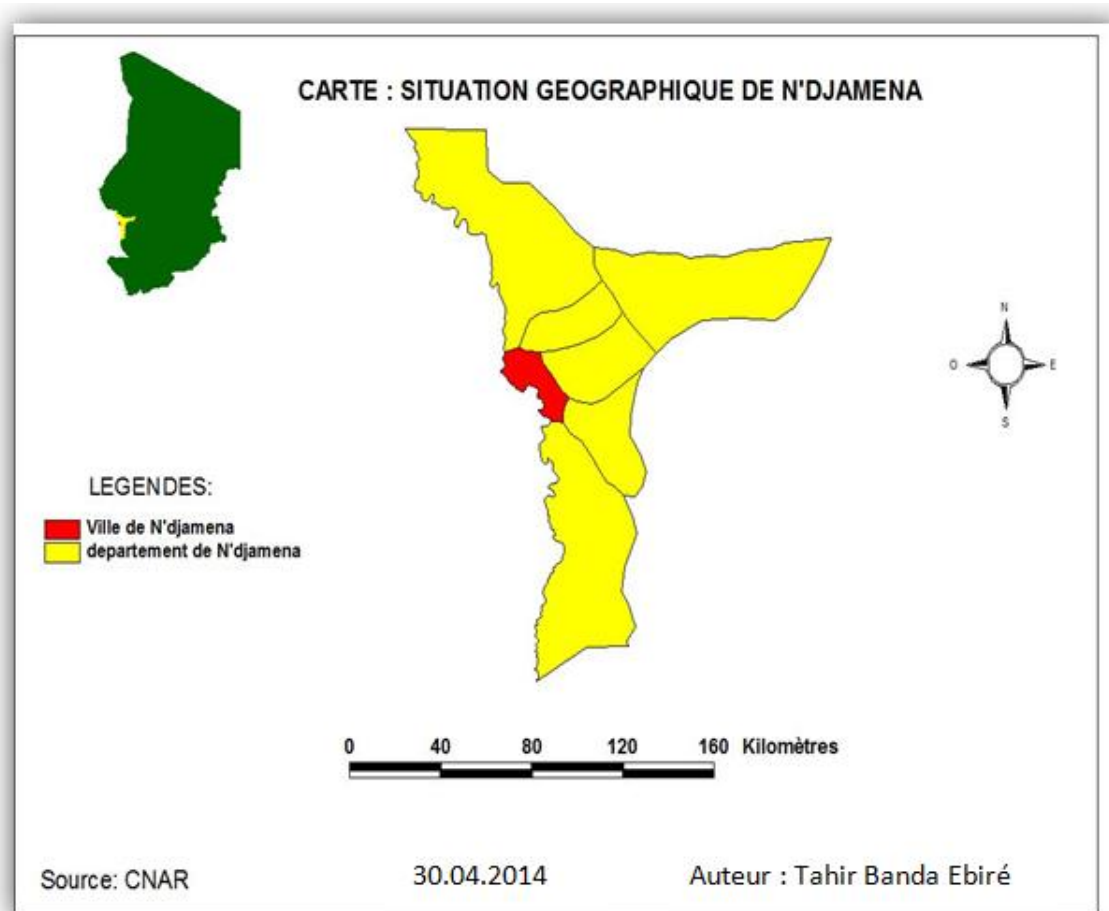 CARTE : SITUATION GEOGRAPHIQUE DE N'DJAMENA
N
O
E
S
LEGENDES:
Ville de N'djamena
departement de N'djamena
0 40 80 120 160 Kilomètres
Source: CNAR
30.04.2014
Auteur : Tahir Banda Ebiré